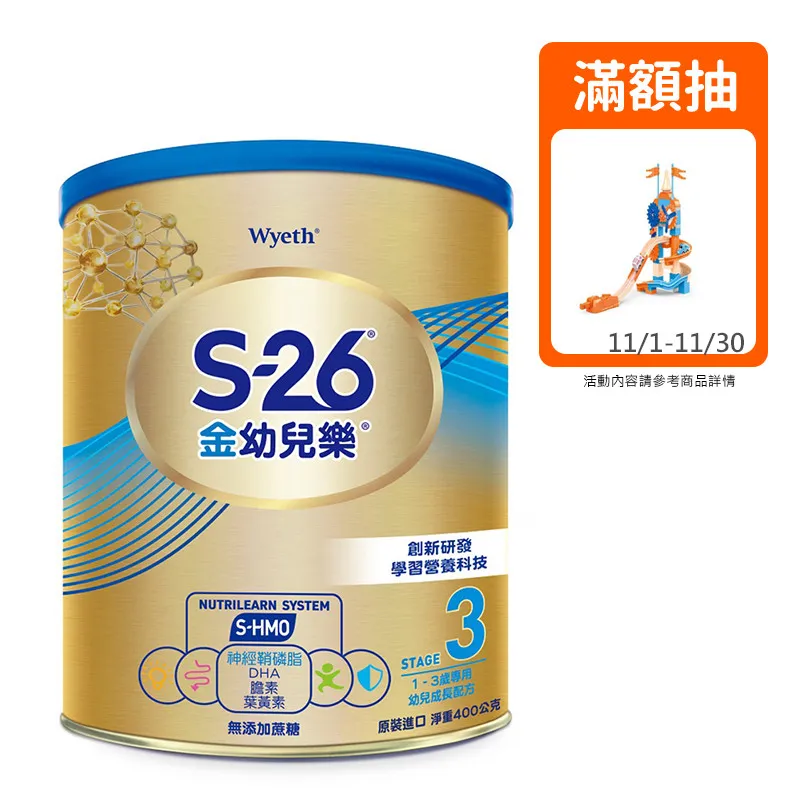 滿額抽
11/1-11/30
活動內容請參考商品詳情
Wyeth®
S-26®
金幼兒樂®
創新研發
學習營養科技
NUTRILEARN SYSTEM
S-HMO
神經鞘磷脂
DHA
膽素
葉黃素
無添加蔗糖
STAGE 3
1-3歲專用
幼兒成長配方
原裝進口 淨重400公克